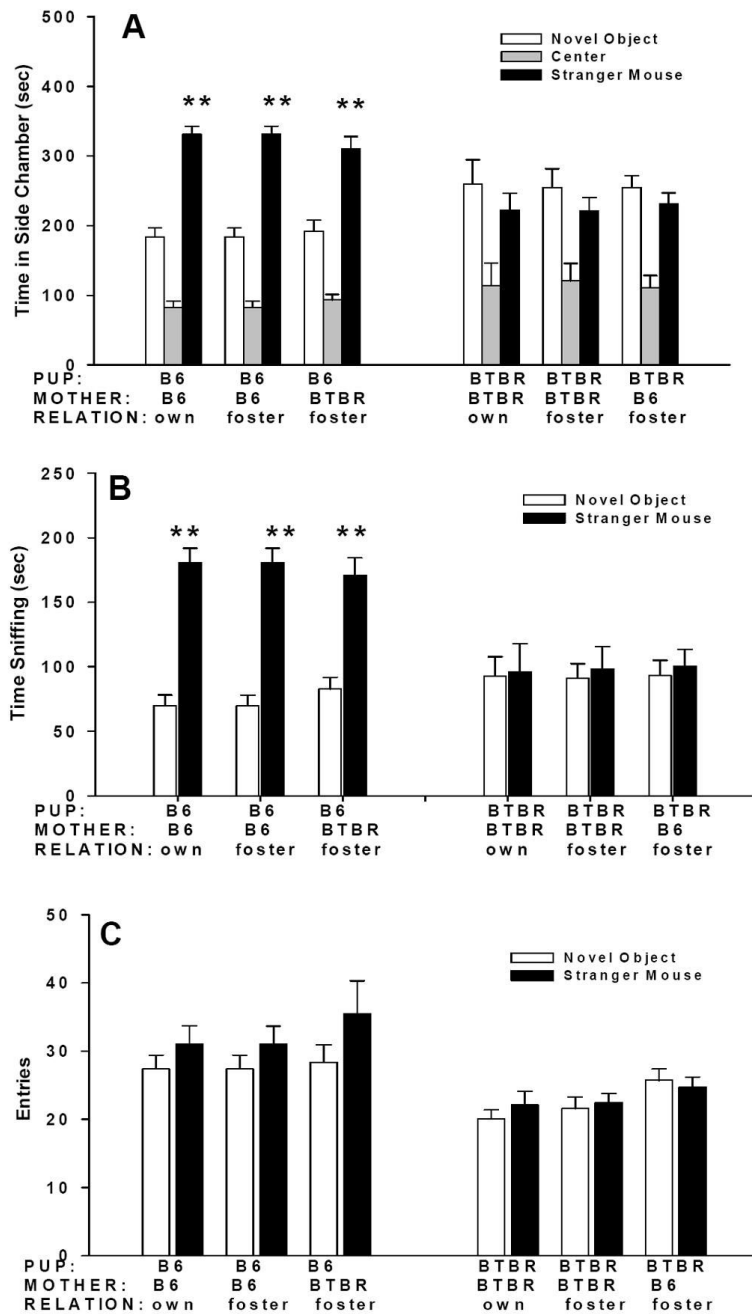 A
500
400
300
200
100
0
Time in Side Chamber (sec)
Novel Object
Center
Stranger Mouse
** ** **
PUP: B6 B6 B6 BTBR BTBR BTBR
MOTHER: B6 B6 BTBR BTBR BTBR B6
RELATION: own foster foster own foster foster
B
250
200
150
100
50
0
Time Sniffing (sec)
Novel Object
Stranger Mouse
** ** **
PUP: B6 B6 B6 BTBR BTBR BTBR
MOTHER: B6 B6 BTBR BTBR BTBR B6
RELATION: own foster foster own foster foster
C
50
40
30
20
10
0
Entries
Novel Object
Stranger Mouse
PUP: B6 B6 B6 BTBR BTBR BTBR
MOTHER: B6 B6 BTBR BTBR BTBR B6
RELATION: own foster foster own foster foster